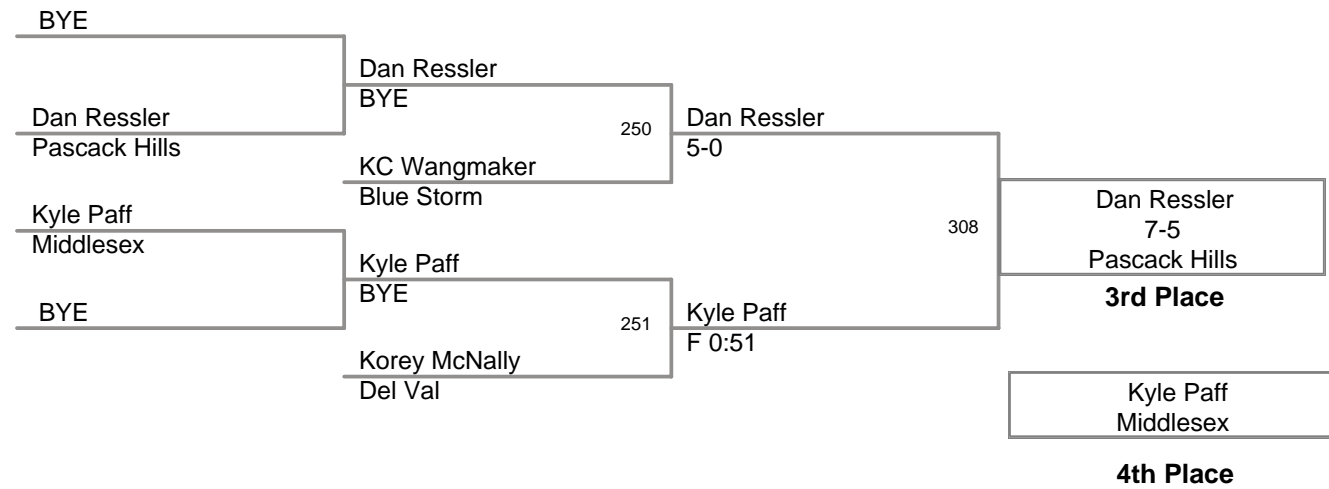 BYE
Dan Ressler
Pascack Hills
Kyle Paff
Middlesex
BYE
Dan Ressler
BYE
250
KC Wangmaker
Blue Storm
Kyle Paff
BYE
251
Korey McNally
Del Val
Dan Ressler
5-0
308
Kyle Paff
F 0:51
Dan Ressler
7-5
Pascack Hills
3rd Place
Kyle Paff
Middlesex
4th Place